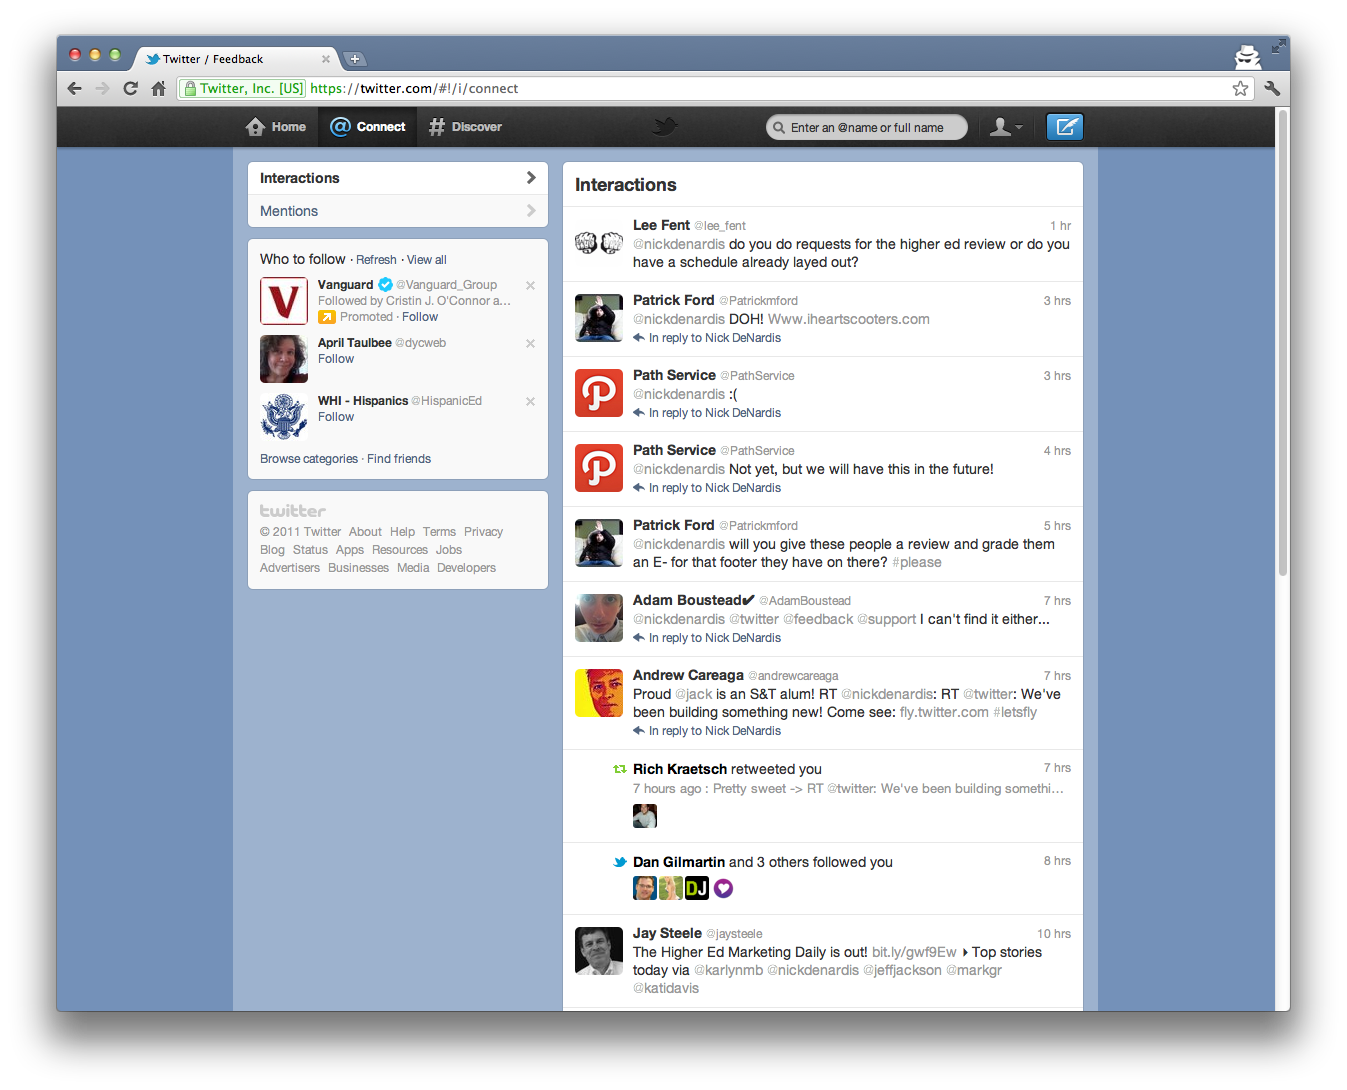 Twitter / Feedback
Twitter, Inc. [US] https://twitter.com/#!/i/connect
Home
Connect
Discover
Enter an @name or full name
Interactions
Mentions
Who to follow · Refresh · View all
Vanguard @Vanguard_Group
Followed by Cristin J. O'Connor a...
Promoted · Follow
April Taulbee @dycweb
Follow
WHI - Hispanics @HispanicEd
Follow
Browse categories · Find friends
twitter
© 2011 Twitter About Help Terms Privacy
Blog Status Apps Resources Jobs
Advertisers Businesses Media Developers
Interactions
Lee Fent @lee_fent 1 hr
@nickdenardis do you do requests for the higher ed review or do you
have a schedule already layed out?
Patrick Ford @Patrickmford 3 hrs
@nickdenardis DOH! Www.iheartscooters.com
In reply to Nick DeNardis
Path Service @PathService 3 hrs
@nickdenardis :(
In reply to Nick DeNardis
Path Service @PathService 4 hrs
@nickdenardis Not yet, but we will have this in the future!
In reply to Nick DeNardis
Patrick Ford @Patrickmford 5 hrs
@nickdenardis will you give these people a review and grade them
an E- for that footer they have on there? #please
Adam Boustead✔ @AdamBoustead 7 hrs
@nickdenardis @twitter @feedback @support I can't find it either...
In reply to Nick DeNardis
Andrew Careaga @andrewcareaga 7 hrs
Proud @jack is an S&T alum! RT @nickdenardis: RT @twitter: We've
been building something new! Come see: fly.twitter.com #letsfly
In reply to Nick DeNardis
Rich Kraetsch retweeted you 7 hrs
7 hours ago : Pretty sweet -> RT @twitter: We've been building somethi...
Dan Gilmartin and 3 others followed you 8 hrs
DJ
Jay Steele @jaysteele 10 hrs
The Higher Ed Marketing Daily is out! bit.ly/gwf9Ew ▸ Top stories
today via @karlynmb @nickdenardis @jeffjackson @markgr
@katidavis